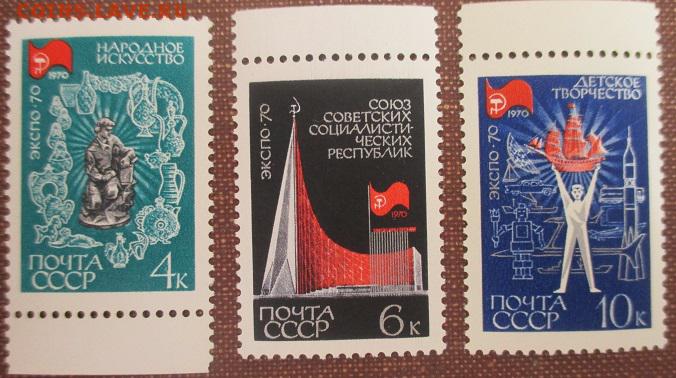 coins.lave.ru
НАРОДНОЕ
ИСКУССТВО
1970
ЭКСПО·70
ПОЧТА
СССР
4К
СОЮЗ
СОВЕТСКИХ
СОЦИАЛИСТИ-
ЧЕСКИХ
РЕСПУБЛИК
ЭКСПО·70
1970
ПОЧТА
СССР
6К
ДЕТСКОЕ
ТВОРЧЕСТВО
1970
ЭКСПО·70
ПОЧТА
СССР
10К